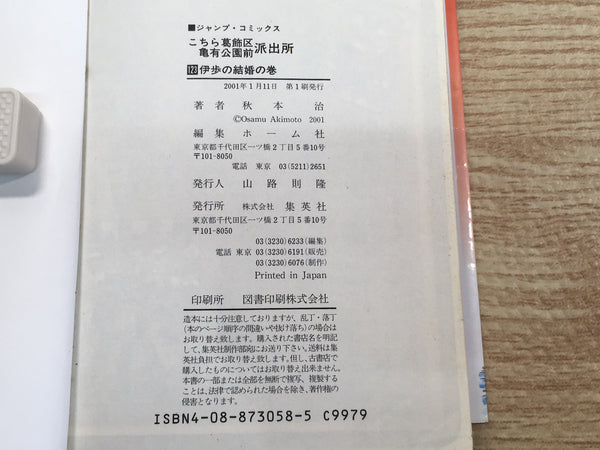 ■ジャンプ・コミックス
こちら葛飾区亀有公園前派出所
123伊歩の結婚の巻
2001年1月11日 第1刷発行
著者 秋本 治
©Osamu Akimoto 2001
編集 ホーム社
東京都千代田区一ツ橋2丁目5番10号
〒101-8050
電話 東京 03(5211)2651
発行人 山路則隆
発行所 株式会社 集英社
東京都千代田区一ツ橋2丁目5番10号
〒101-8050
03(3230)6233(編集)
電話 東京 03(3230)6191(販売)
03(3230)6076(制作)
Printed in Japan
印刷所 図書印刷株式会社
造本には十分注意しておりますが、乱丁・落丁
(本のページ順序の間違いや抜け落ち)の場合は
お取り替え致します。購入された書店名を明記
して、集英社制作部宛にお送り下さい。送料は集
英社負担でお取り替え致します。但し、古書店で
購入したものについてはお取り替え出来ません。
本書の一部または全部を無断で複写、複製する
ことは、法律で認められた場合を除き、著作権の
侵害となります。
ISBN4-08-873058-5 C9979